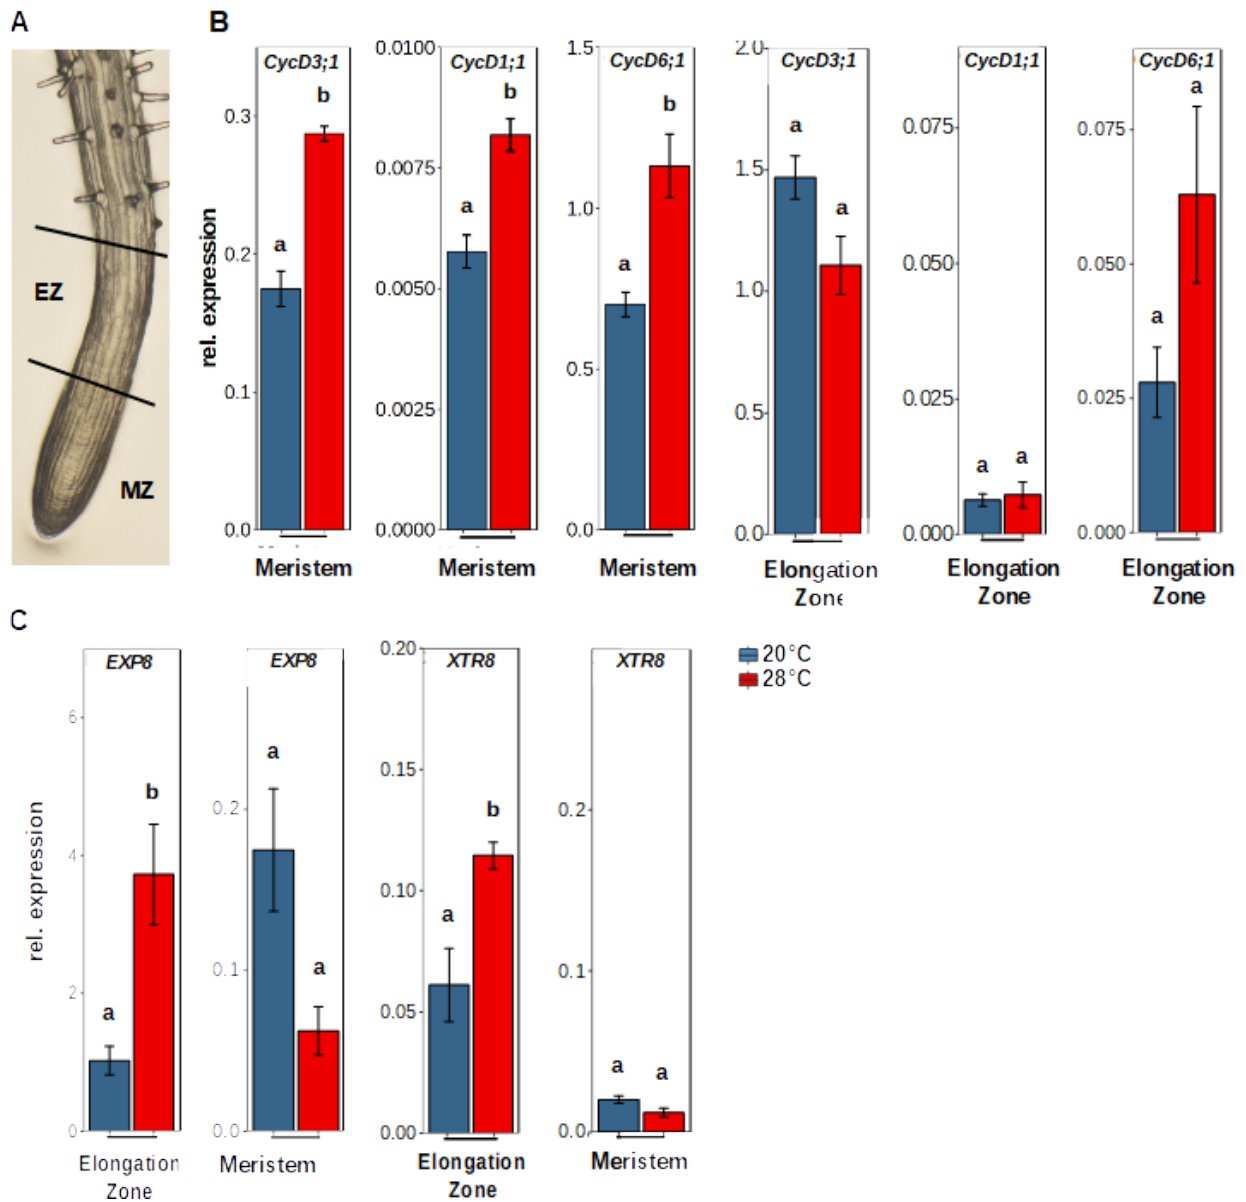 A
B
EZ
MZ
rel. expression
CycD3;1
0.3
0.2
0.1
0.0
a
b
Meristem
CycD1;1
0.0100
0.0075
0.0050
0.0025
0.0000
a
b
Meristem
CycD6;1
1.5
1.0
0.5
0.0
a
b
Meristem
CycD3;1
2.0
1.5
1.0
0.5
0.0
a
a
Elongation
Zone
CycD1;1
0.075
0.050
0.025
0.000
a
a
Elongation
Zone
CycD6;1
0.075
0.050
0.025
0.000
a
a
Elongation
Zone
C
rel. expression
EXP8
6
4
2
0
a
b
Elongation
Zone
EXP8
0.2
0.1
0.0
a
a
Meristem
XTR8
0.20
0.15
0.10
0.05
0.00
a
b
Elongation
Zone
XTR8
0.2
0.1
0.0
a
a
Meristem
20°C
28°C